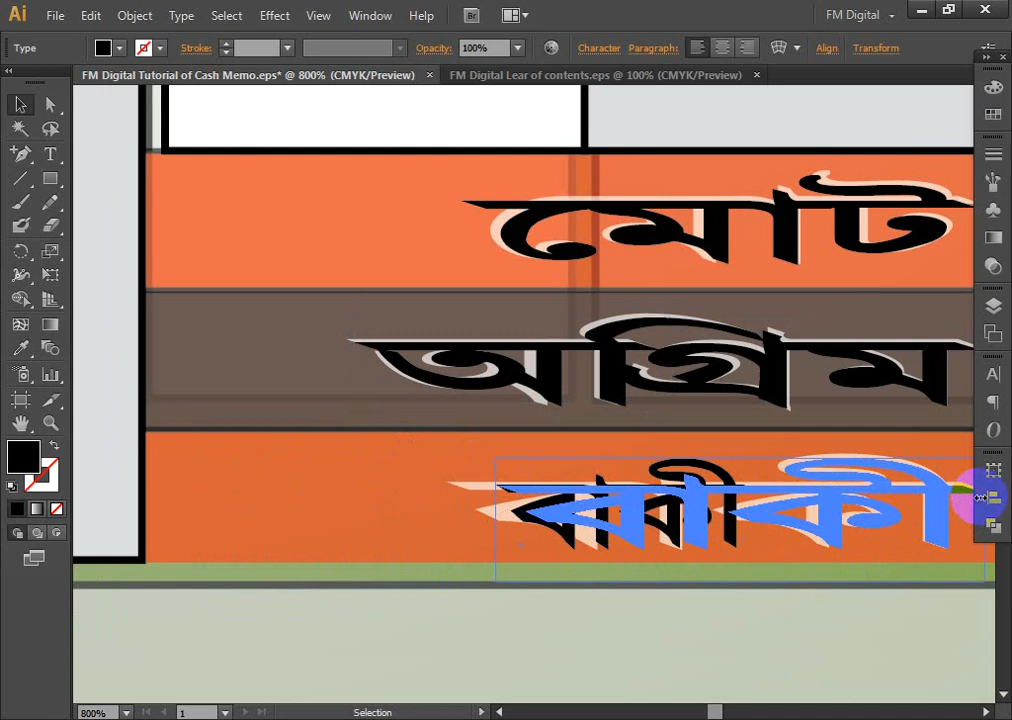 Ai File Edit Object Type Select Effect View Window Help Br FM Digital
Type Stroke: Opacity: 100% Character Paragraph: Align Transform
FM Digital Tutorial of Cash Memo.eps* @ 800% (CMYK/Preview) FM Digital Lear of contents.eps @ 100% (CMYK/Preview)
মোট
অগ্রিম
বাকী
800% 1 Selection